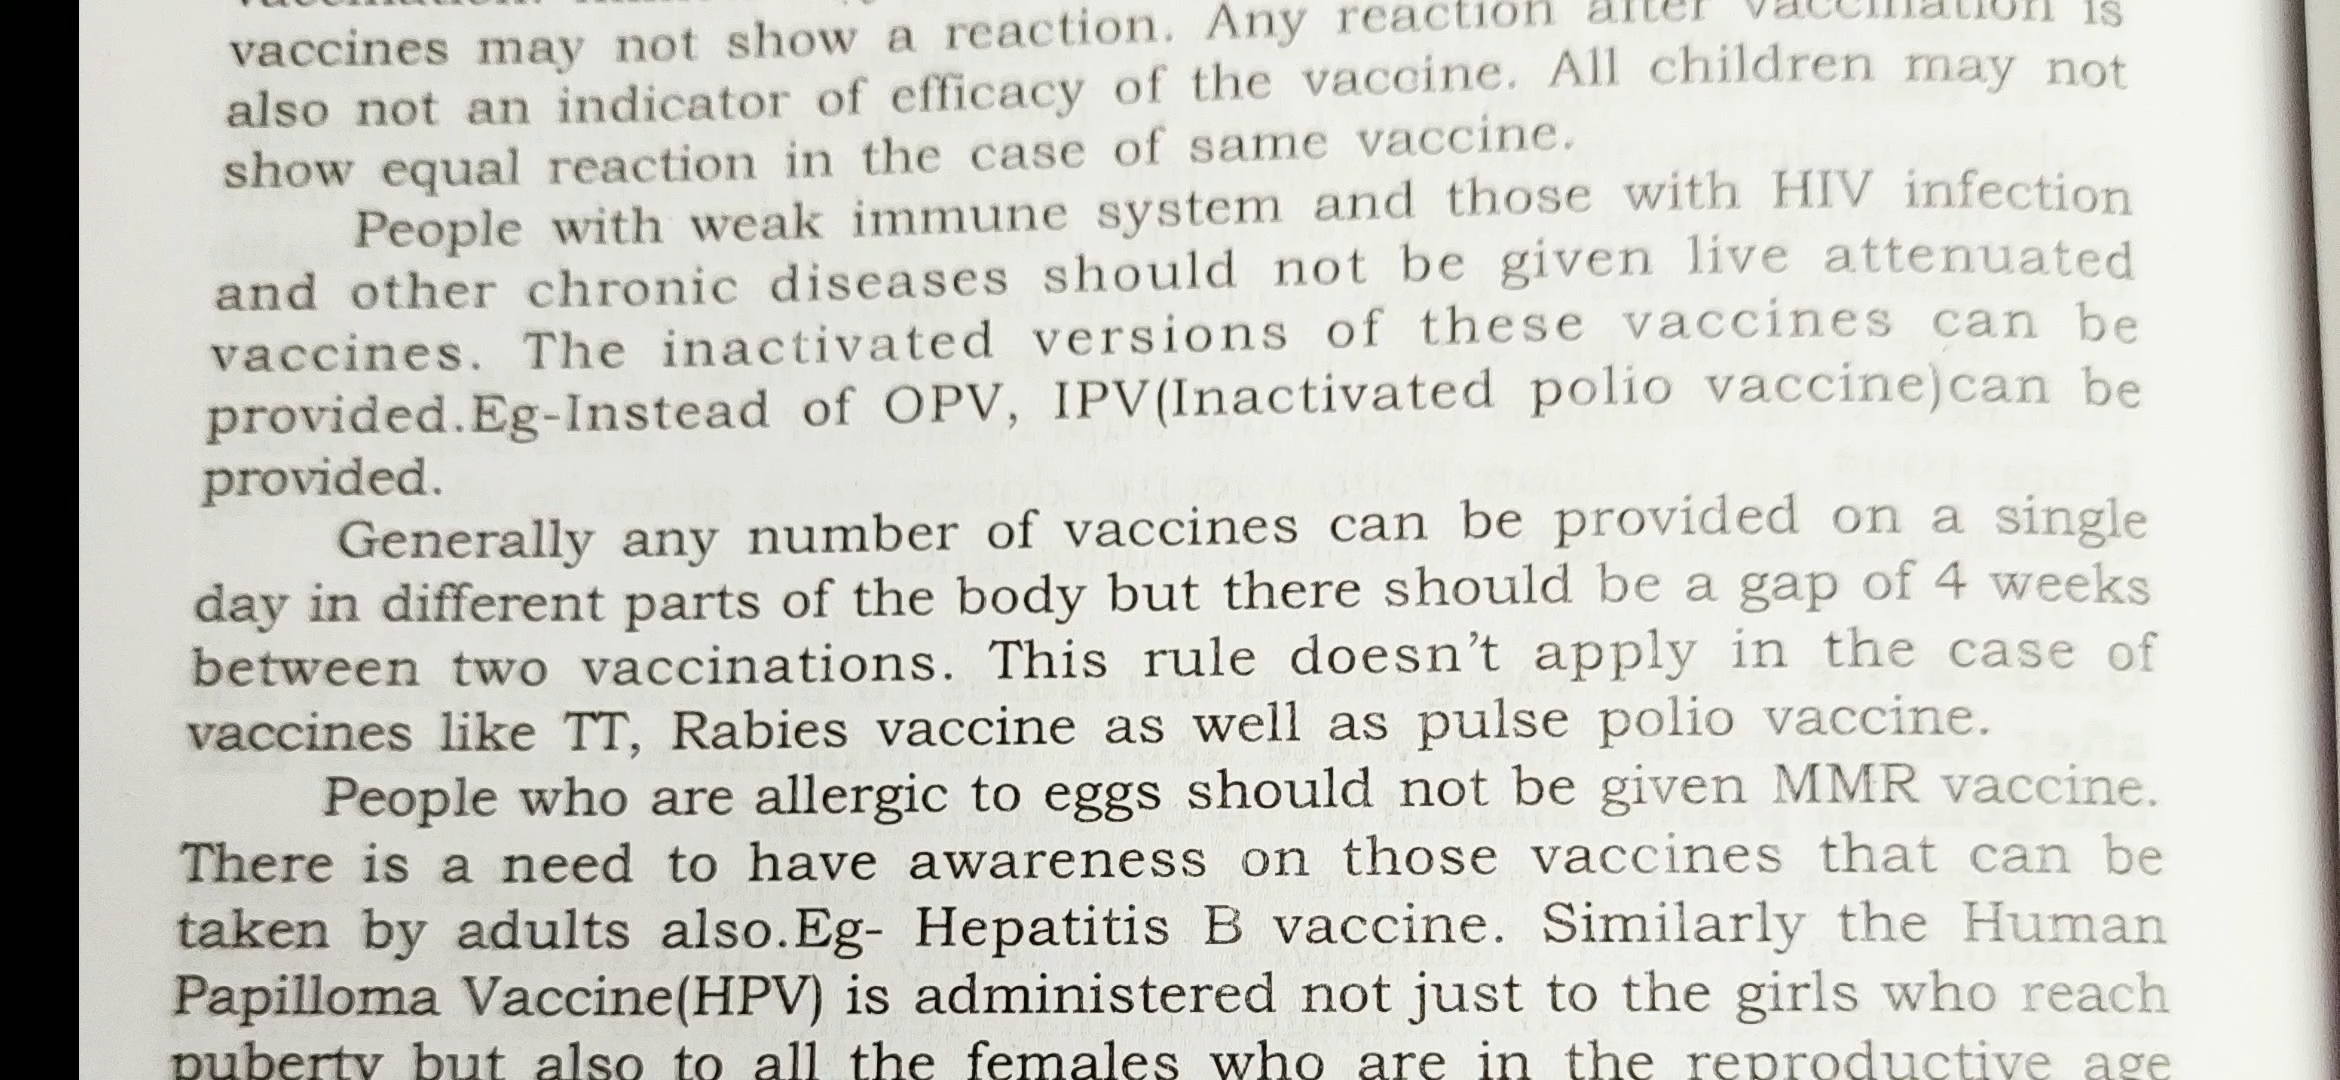 vaccines may not show a reaction. Any reaction after vaccination is
also not an indicator of efficacy of the vaccine. All children may not
show equal reaction in the case of same vaccine.
People with weak immune system and those with HIV infection
and other chronic diseases should not be given live attenuated
vaccines. The inactivated versions of these vaccines can be
provided.Eg-Instead of OPV, IPV(Inactivated polio vaccine)can be
provided.
Generally any number of vaccines can be provided on a single
day in different parts of the body but there should be a gap of 4 weeks
between two vaccinations. This rule doesn't apply in the case of
vaccines like TT, Rabies vaccine as well as pulse polio vaccine.
People who are allergic to eggs should not be given MMR vaccine.
There is a need to have awareness on those vaccines that can be
taken by adults also.Eg- Hepatitis B vaccine. Similarly the Human
Papilloma Vaccine(HPV) is administered not just to the girls who reach
puberty but also to all the females who are in the reproductive age